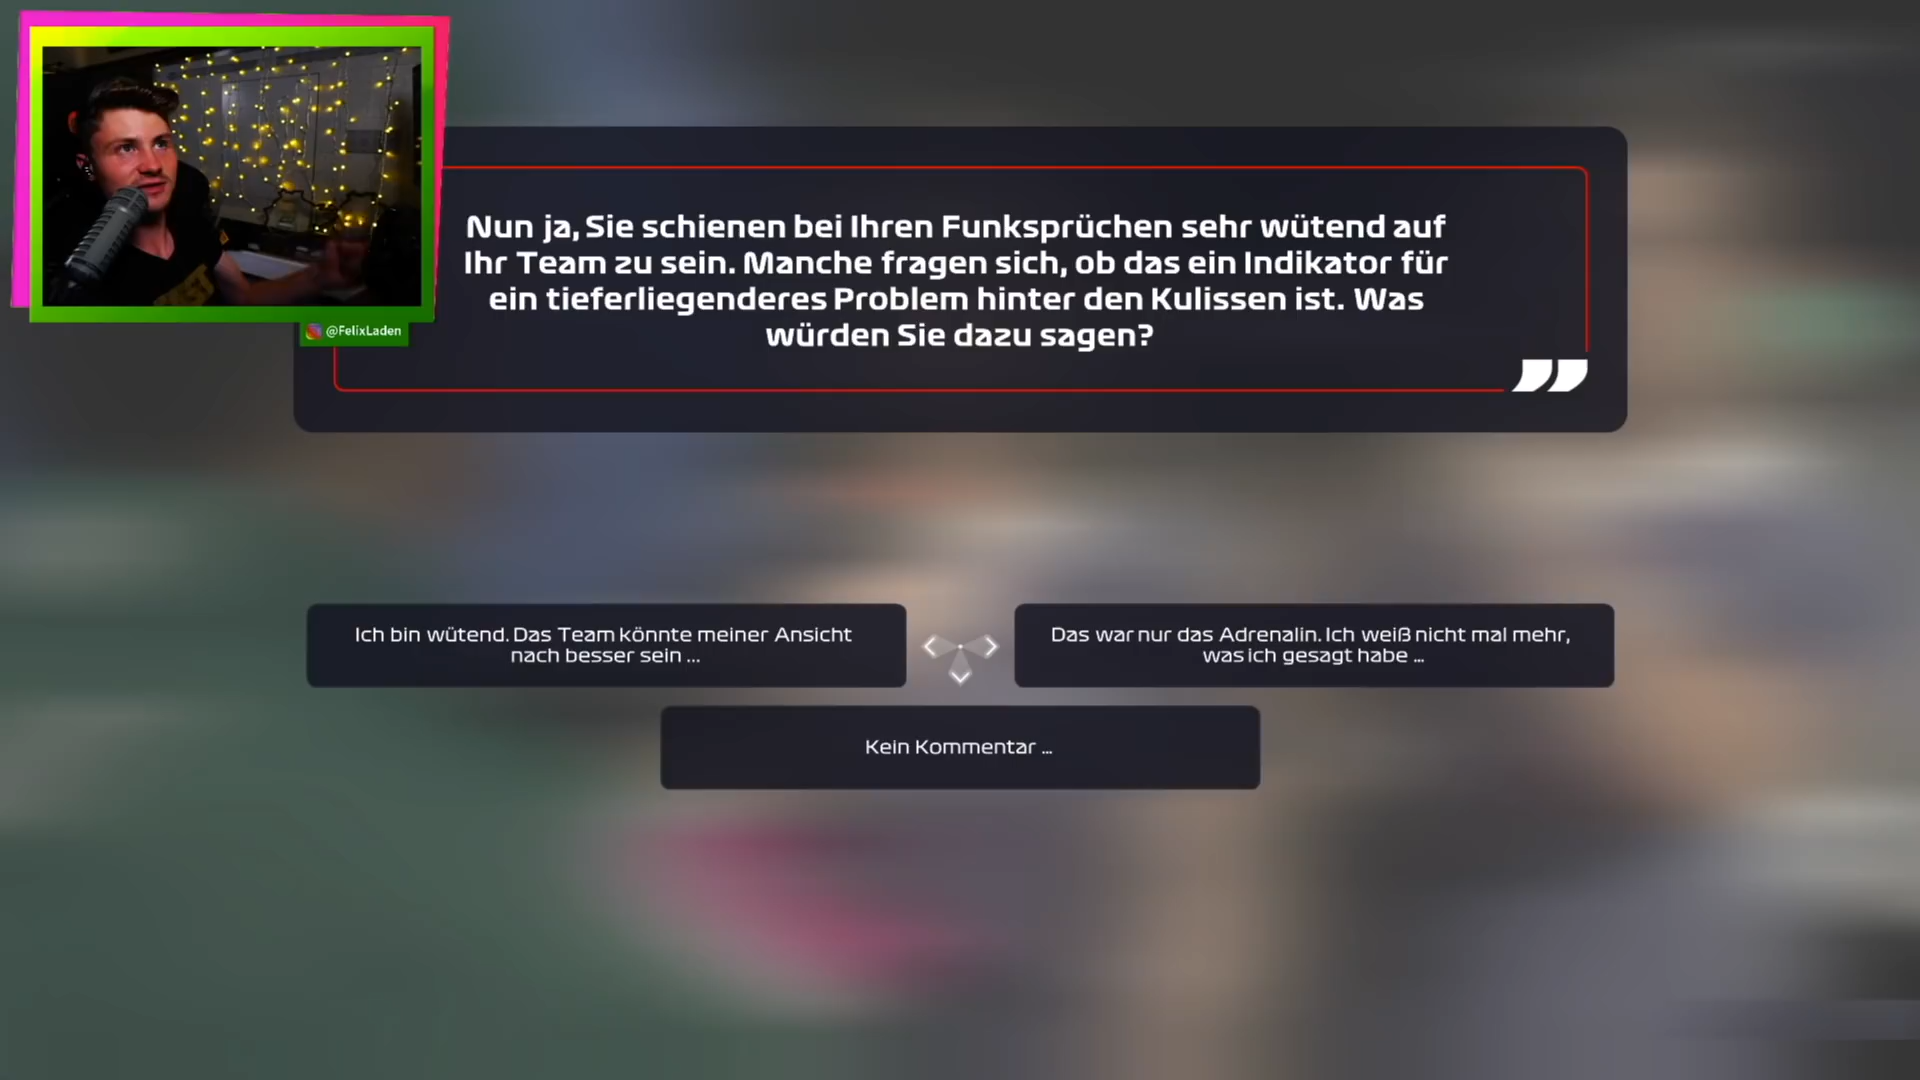 Nun ja, Sie schienen bei Ihren Funksprüchen sehr wütend auf
Ihr Team zu sein. Manche fragen sich, ob das ein Indikator für
ein tieferliegenderes Problem hinter den Kulissen ist. Was
würden Sie dazu sagen?
@FelixLaden
Ich bin wütend. Das Team könnte meiner Ansicht
nach besser sein ...
Das war nur das Adrenalin. Ich weiß nicht mal mehr,
was ich gesagt habe ...
Kein Kommentar ...